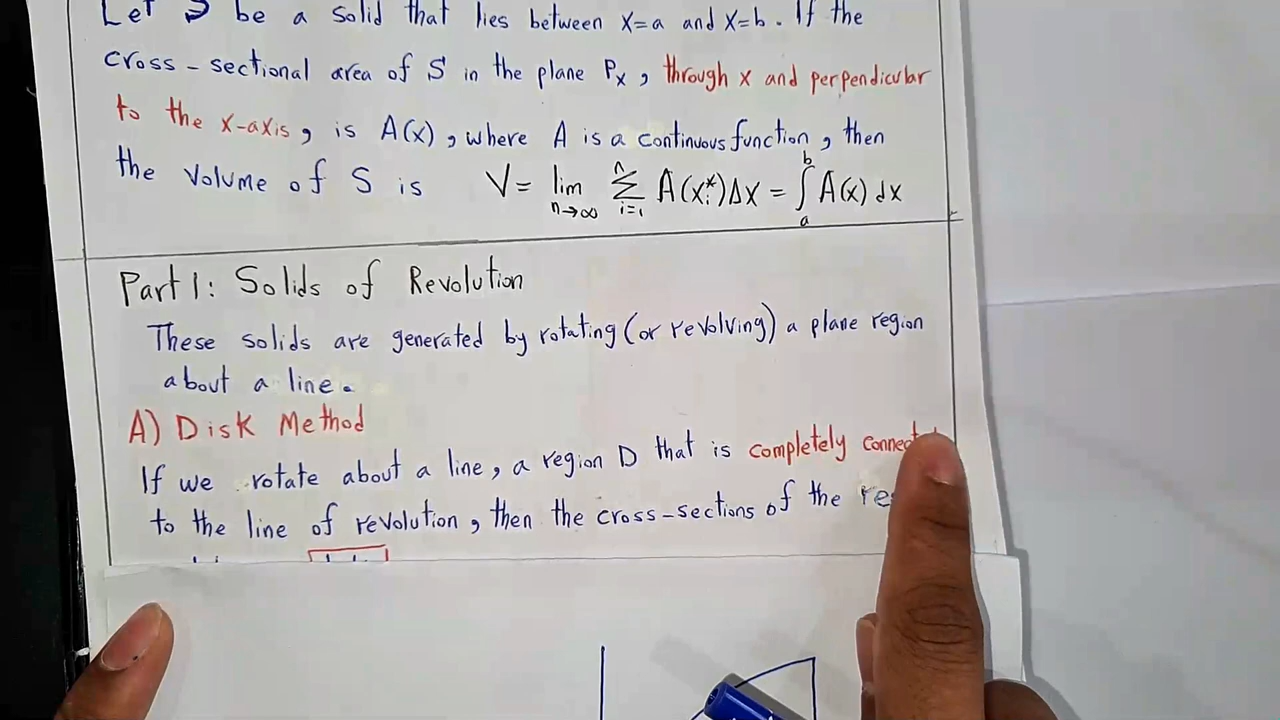 Let S be a solid that lies between x=a and x=b. If the
cross-sectional area of S in the plane Px, through x and perpendicular
to the x-axis, is A(x), where A is a continuous function, then
the volume of S is V= lim n→∞ n Σ i=1 A(xi*)Δx = b ∫ a A(x) dx
Part 1: Solids of Revolution
These solids are generated by rotating (or revolving) a plane region
about a line.
A) Disk Method
If we rotate about a line, a region D that is completely
to the line of revolution, then the cross-sections of the